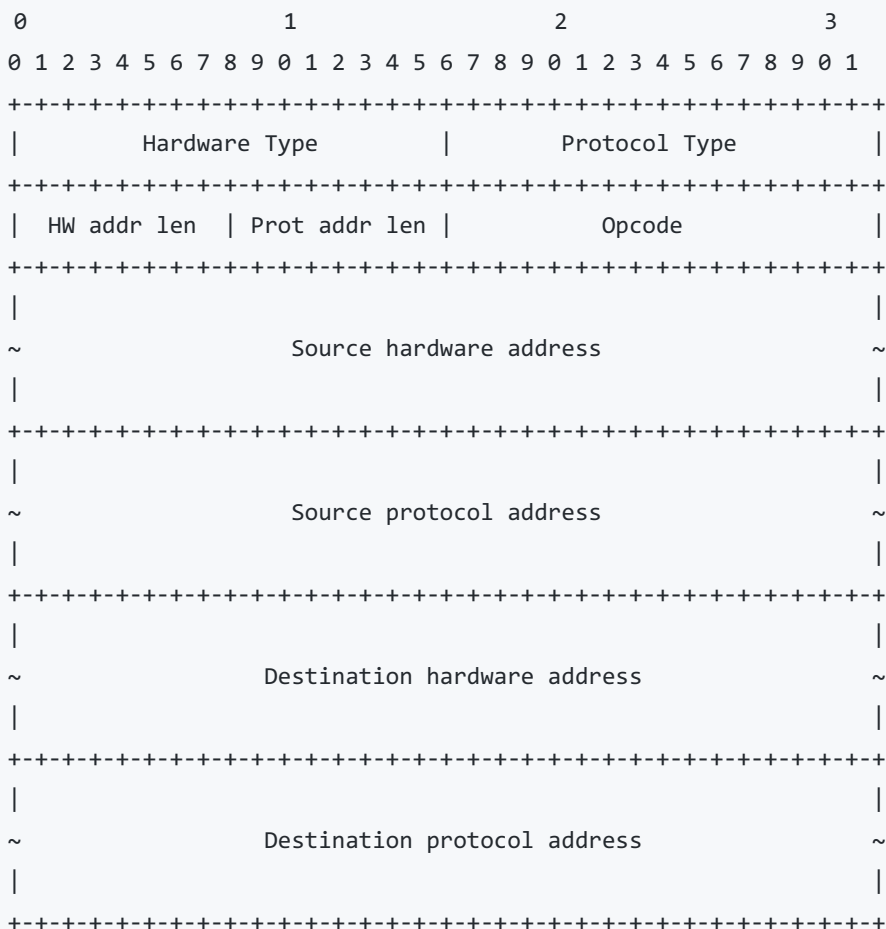 0                   1                   2                   3
0 1 2 3 4 5 6 7 8 9 0 1 2 3 4 5 6 7 8 9 0 1 2 3 4 5 6 7 8 9 0 1
+-+-+-+-+-+-+-+-+-+-+-+-+-+-+-+-+-+-+-+-+-+-+-+-+-+-+-+-+-+-+-+-+
|         Hardware Type         |        Protocol Type          |
+-+-+-+-+-+-+-+-+-+-+-+-+-+-+-+-+-+-+-+-+-+-+-+-+-+-+-+-+-+-+-+-+
|  HW addr len  | Prot addr len |           Opcode              |
+-+-+-+-+-+-+-+-+-+-+-+-+-+-+-+-+-+-+-+-+-+-+-+-+-+-+-+-+-+-+-+-+
|                                                               |
~                    Source hardware address                    ~
|                                                               |
+-+-+-+-+-+-+-+-+-+-+-+-+-+-+-+-+-+-+-+-+-+-+-+-+-+-+-+-+-+-+-+-+
|                                                               |
~                    Source protocol address                    ~
|                                                               |
+-+-+-+-+-+-+-+-+-+-+-+-+-+-+-+-+-+-+-+-+-+-+-+-+-+-+-+-+-+-+-+-+
|                                                               |
~                  Destination hardware address                 ~
|                                                               |
+-+-+-+-+-+-+-+-+-+-+-+-+-+-+-+-+-+-+-+-+-+-+-+-+-+-+-+-+-+-+-+-+
|                                                               |
~                  Destination protocol address                 ~
|                                                               |
+-+-+-+-+-+-+-+-+-+-+-+-+-+-+-+-+-+-+-+-+-+-+-+-+-+-+-+-+-+-+-+-+